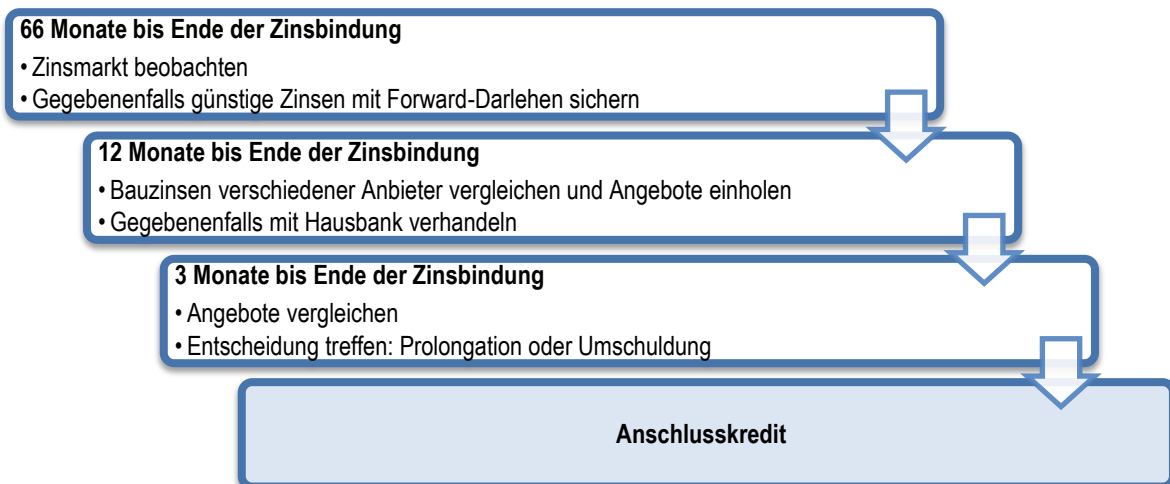 66 Monate bis Ende der Zinsbindung
• Zinsmarkt beobachten
• Gegebenenfalls günstige Zinsen mit Forward-Darlehen sichern
12 Monate bis Ende der Zinsbindung
• Bauzinsen verschiedener Anbieter vergleichen und Angebote einholen
• Gegebenenfalls mit Hausbank verhandeln
3 Monate bis Ende der Zinsbindung
• Angebote vergleichen
• Entscheidung treffen: Prolongation oder Umschuldung
Anschlusskredit